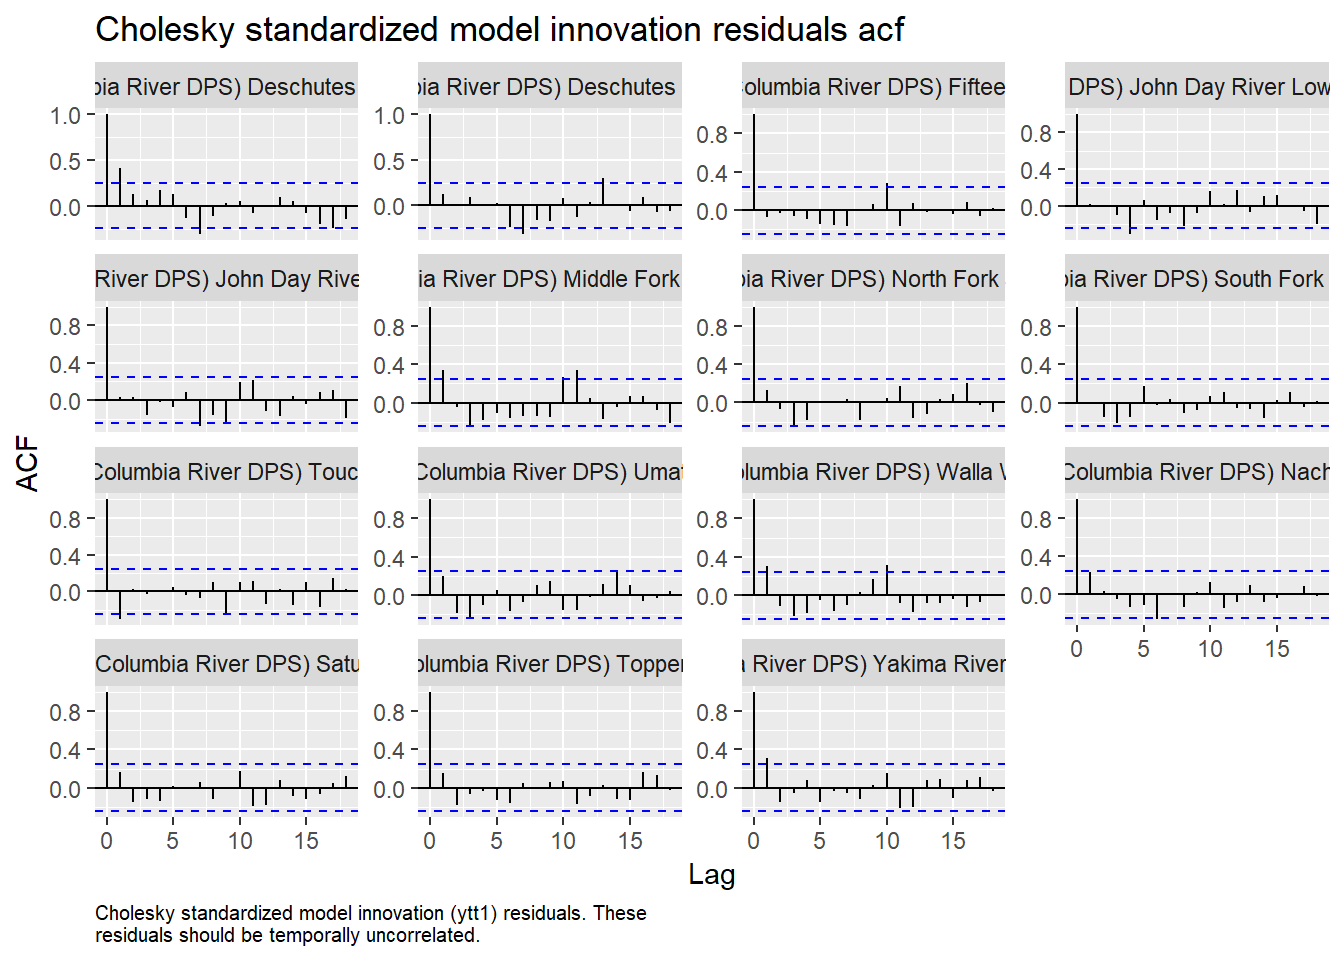 Cholesky standardized model innovation residuals acf
bia River DPS) Deschutes
bia River DPS) Deschutes
Columbia River DPS) Fiftee
DPS) John Day River Low
1.0
0.5
0.0
1.0
0.5
0.0
0.8
0.4
0.0
0.8
0.4
0.0
River DPS) John Day Rive
ia River DPS) Middle Fork
bia River DPS) North Fork
bia River DPS) South Fork
0.8
0.4
0.0
0.8
0.4
0.0
0.8
0.4
0.0
0.8
0.4
0.0
Columbia River DPS) Touc
Columbia River DPS) Umat
olumbia River DPS) Walla W
Columbia River DPS) Nach
0.8
0.4
0.0
0.8
0.4
0.0
0.8
0.4
0.0
0.8
0.4
0.0
0 5 10 15
Columbia River DPS) Satu
olumbia River DPS) Toppen
a River DPS) Yakima River
0.8
0.4
0.0
0.8
0.4
0.0
0.8
0.4
0.0
0 5 10 15
0 5 10 15
0 5 10 15
ACF
Lag
Cholesky standardized model innovation (ytt1) residuals. These
residuals should be temporally uncorrelated.